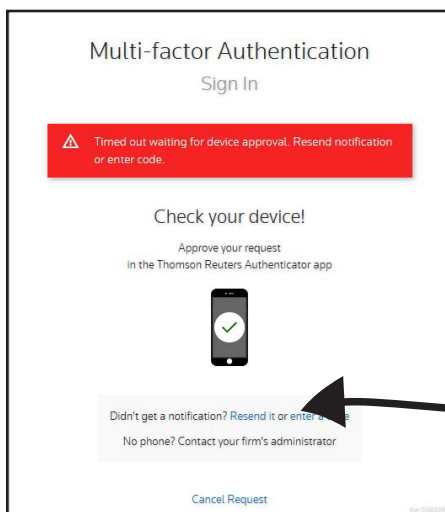 Multi-factor Authentication
Sign In
Timed out waiting for device approval. Resend notification
or enter code.
Check your device!
Approve your request
in the Thomson Reuters Authenticator app
Didn't get a notification? Resend it or enter
No phone? Contact your firm's administrator
Cancel Request